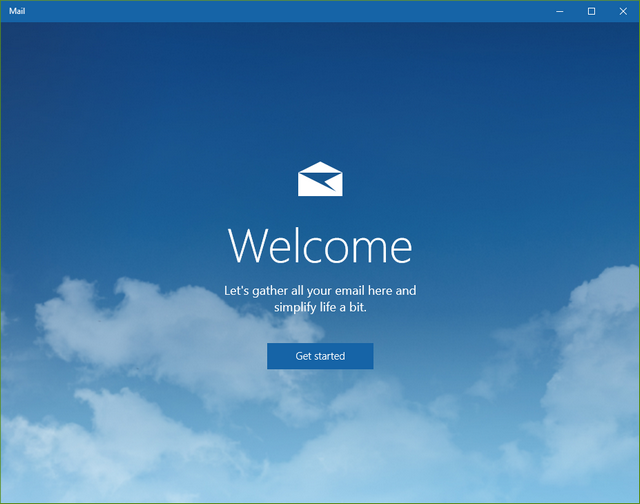 Mail
Welcome
Let's gather all your email here and
simplify life a bit.
Get started